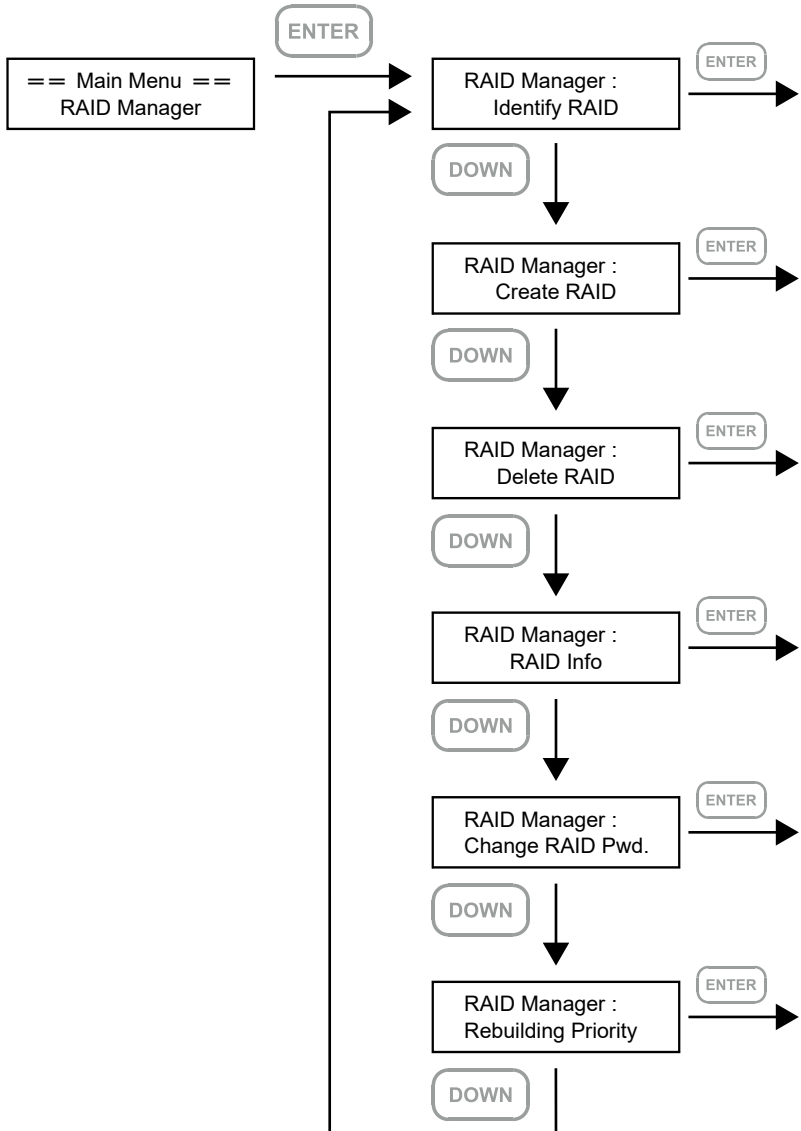 ENTER
== Main Menu ==
RAID Manager
RAID Manager :
Identify RAID
ENTER
DOWN
RAID Manager :
Create RAID
ENTER
DOWN
RAID Manager :
Delete RAID
ENTER
DOWN
RAID Manager :
RAID Info
ENTER
DOWN
RAID Manager :
Change RAID Pwd.
ENTER
DOWN
RAID Manager :
Rebuilding Priority
ENTER
DOWN